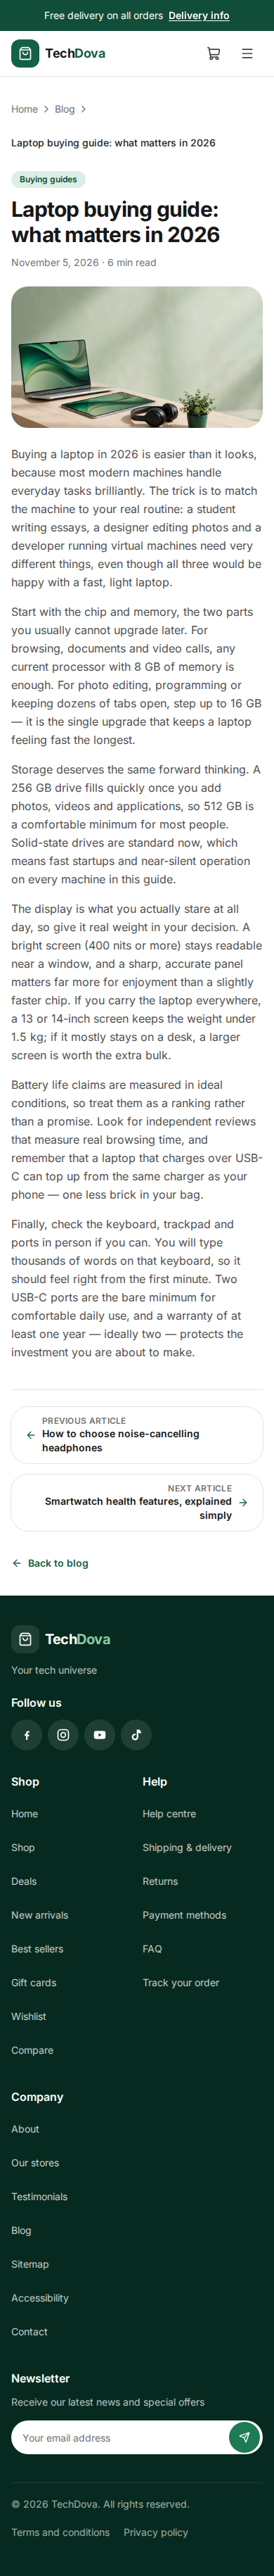 Free delivery on all orders Delivery info
TechDova
Home > Blog >
Laptop buying guide: what matters in 2026
Buying guides
Laptop buying guide:
what matters in 2026
November 5, 2026 · 6 min read
Buying a laptop in 2026 is easier than it looks,
because most modern machines handle
everyday tasks brilliantly. The trick is to match
the machine to your real routine: a student
writing essays, a designer editing photos and a
developer running virtual machines need very
different things, even though all three would be
happy with a fast, light laptop.
Start with the chip and memory, the two parts
you usually cannot upgrade later. For
browsing, documents and video calls, any
current processor with 8 GB of memory is
enough. For photo editing, programming or
keeping dozens of tabs open, step up to 16 GB
— it is the single upgrade that keeps a laptop
feeling fast the longest.
Storage deserves the same forward thinking. A
256 GB drive fills quickly once you add
photos, videos and applications, so 512 GB is
a comfortable minimum for most people.
Solid-state drives are standard now, which
means fast startups and near-silent operation
on every machine in this guide.
The display is what you actually stare at all
day, so give it real weight in your decision. A
bright screen (400 nits or more) stays readable
near a window, and a sharp, accurate panel
matters far more for enjoyment than a slightly
faster chip. If you carry the laptop everywhere,
a 13 or 14-inch screen keeps the weight under
1.5 kg; if it mostly stays on a desk, a larger
screen is worth the extra bulk.
Battery life claims are measured in ideal
conditions, so treat them as a ranking rather
than a promise. Look for independent reviews
that measure real browsing time, and
remember that a laptop that charges over USB-
C can top up from the same charger as your
phone — one less brick in your bag.
Finally, check the keyboard, trackpad and
ports in person if you can. You will type
thousands of words on that keyboard, so it
should feel right from the first minute. Two
USB-C ports are the bare minimum for
comfortable daily use, and a warranty of at
least one year — ideally two — protects the
investment you are about to make.
PREVIOUS ARTICLE
How to choose noise-cancelling
headphones
NEXT ARTICLE
Smartwatch health features, explained
simply
Back to blog
TechDova
Your tech universe
Follow us
Shop
Home
Shop
Deals
New arrivals
Best sellers
Gift cards
Wishlist
Compare
Help
Help centre
Shipping & delivery
Returns
Payment methods
FAQ
Track your order
Company
About
Our stores
Testimonials
Blog
Sitemap
Accessibility
Contact
Newsletter
Receive our latest news and special offers
Your email address
© 2026 TechDova. All rights reserved.
Terms and conditions Privacy policy